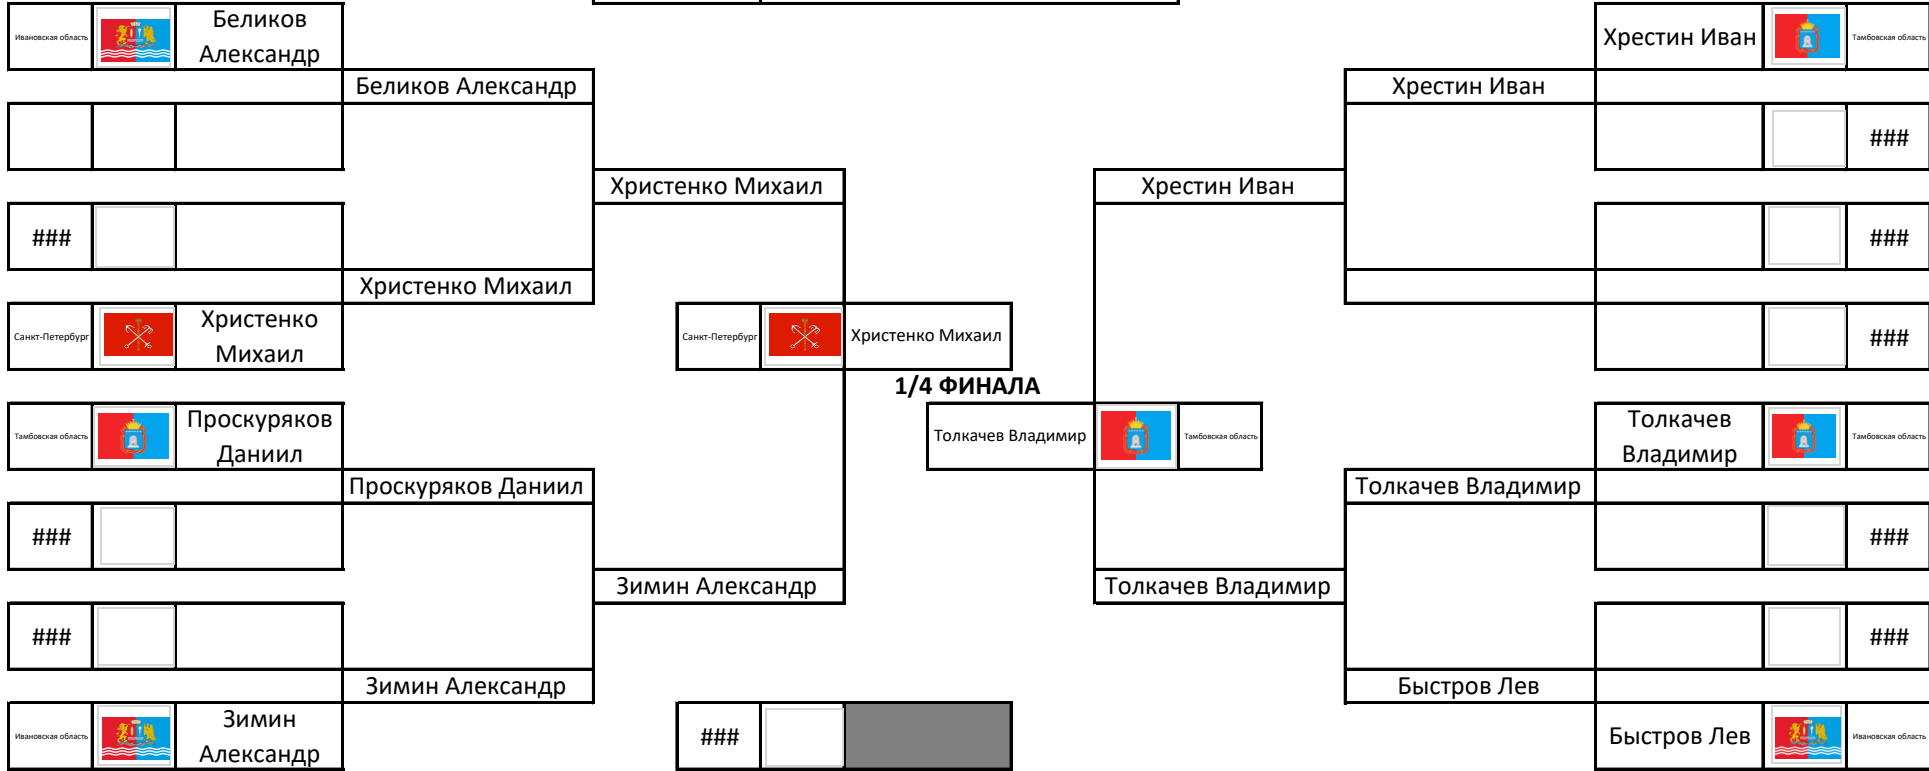 Ивановская область
Беликов
Александр
Хрестин Иван
Тамбовская область
Беликов Александр
Хрестин Иван
###
Христенко Михаил
Хрестин Иван
###
###
Христенко Михаил
Санкт-Петербург
Христенко
Михаил
Санкт-Петербург
Христенко Михаил
###
1/4 ФИНАЛА
Тамбовская область
Проскуряков
Даниил
Толкачев Владимир
Тамбовская область
Толкачев
Владимир
Тамбовская область
Проскуряков Даниил
Толкачев Владимир
###
###
Зимин Александр
Толкачев Владимир
###
###
Зимин Александр
Быстров Лев
Ивановская область
Зимин
Александр
###
Быстров Лев
Ивановская область